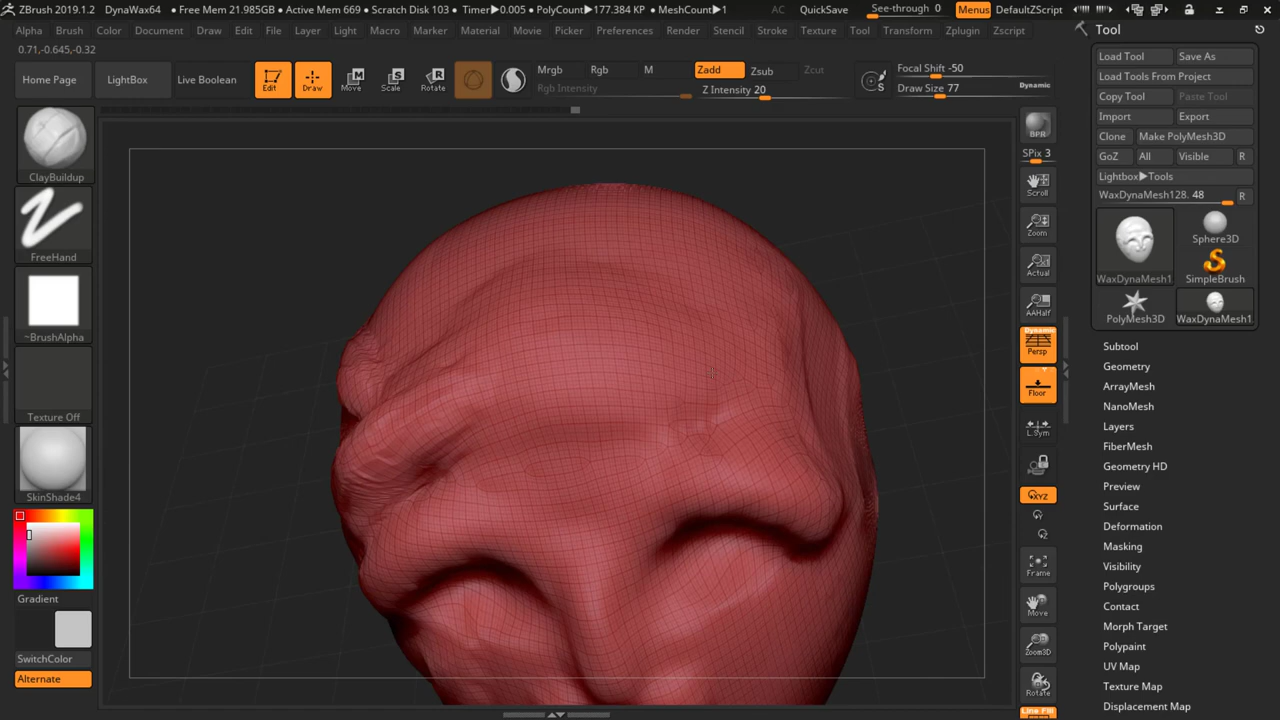 ZBrush 2019.1.2 DynaWax64 ● Free Mem 21.985GB ● Active Mem 669 ● Scratch Disk 103 ● Timer▶0.005 ● PolyCount▶177.384 KP ● MeshCount▶1 AC QuickSave See-through 0 Menus DefaultZScript
Alpha Brush Color Document Draw Edit File Layer Light Macro Marker Material Movie Picker Preferences Render Stencil Stroke Texture Tool Transform Zplugin Zscript
0.71,-0.645,-0.32
Home Page LightBox Live Boolean Edit Draw Move Scale Rotate
Mrgb Rgb M Zadd Zsub Zcut
Rgb Intensity Z Intensity 20
Focal Shift -50
Draw Size 77 Dynamic
ClayBuildup
FreeHand
~BrushAlpha
Texture Off
SkinShade4
Gradient
SwitchColor
Alternate
BPR
SPix 3
Scroll
Zoom
Actual
AAHalf
Dynamic
Persp
Floor
L.Sym
XYZ
Frame
Move
Zoom3D
Rotate
Line Fill
Tool
Load Tool Save As
Load Tools From Project
Copy Tool Paste Tool
Import Export
Clone Make PolyMesh3D
GoZ All Visible R
Lightbox▶Tools
WaxDynaMesh128. 48 R
WaxDynaMesh1 Sphere3D
SimpleBrush
PolyMesh3D WaxDynaMesh1
Subtool
Geometry
ArrayMesh
NanoMesh
Layers
FiberMesh
Geometry HD
Preview
Surface
Deformation
Masking
Visibility
Polygroups
Contact
Morph Target
Polypaint
UV Map
Texture Map
Displacement Map